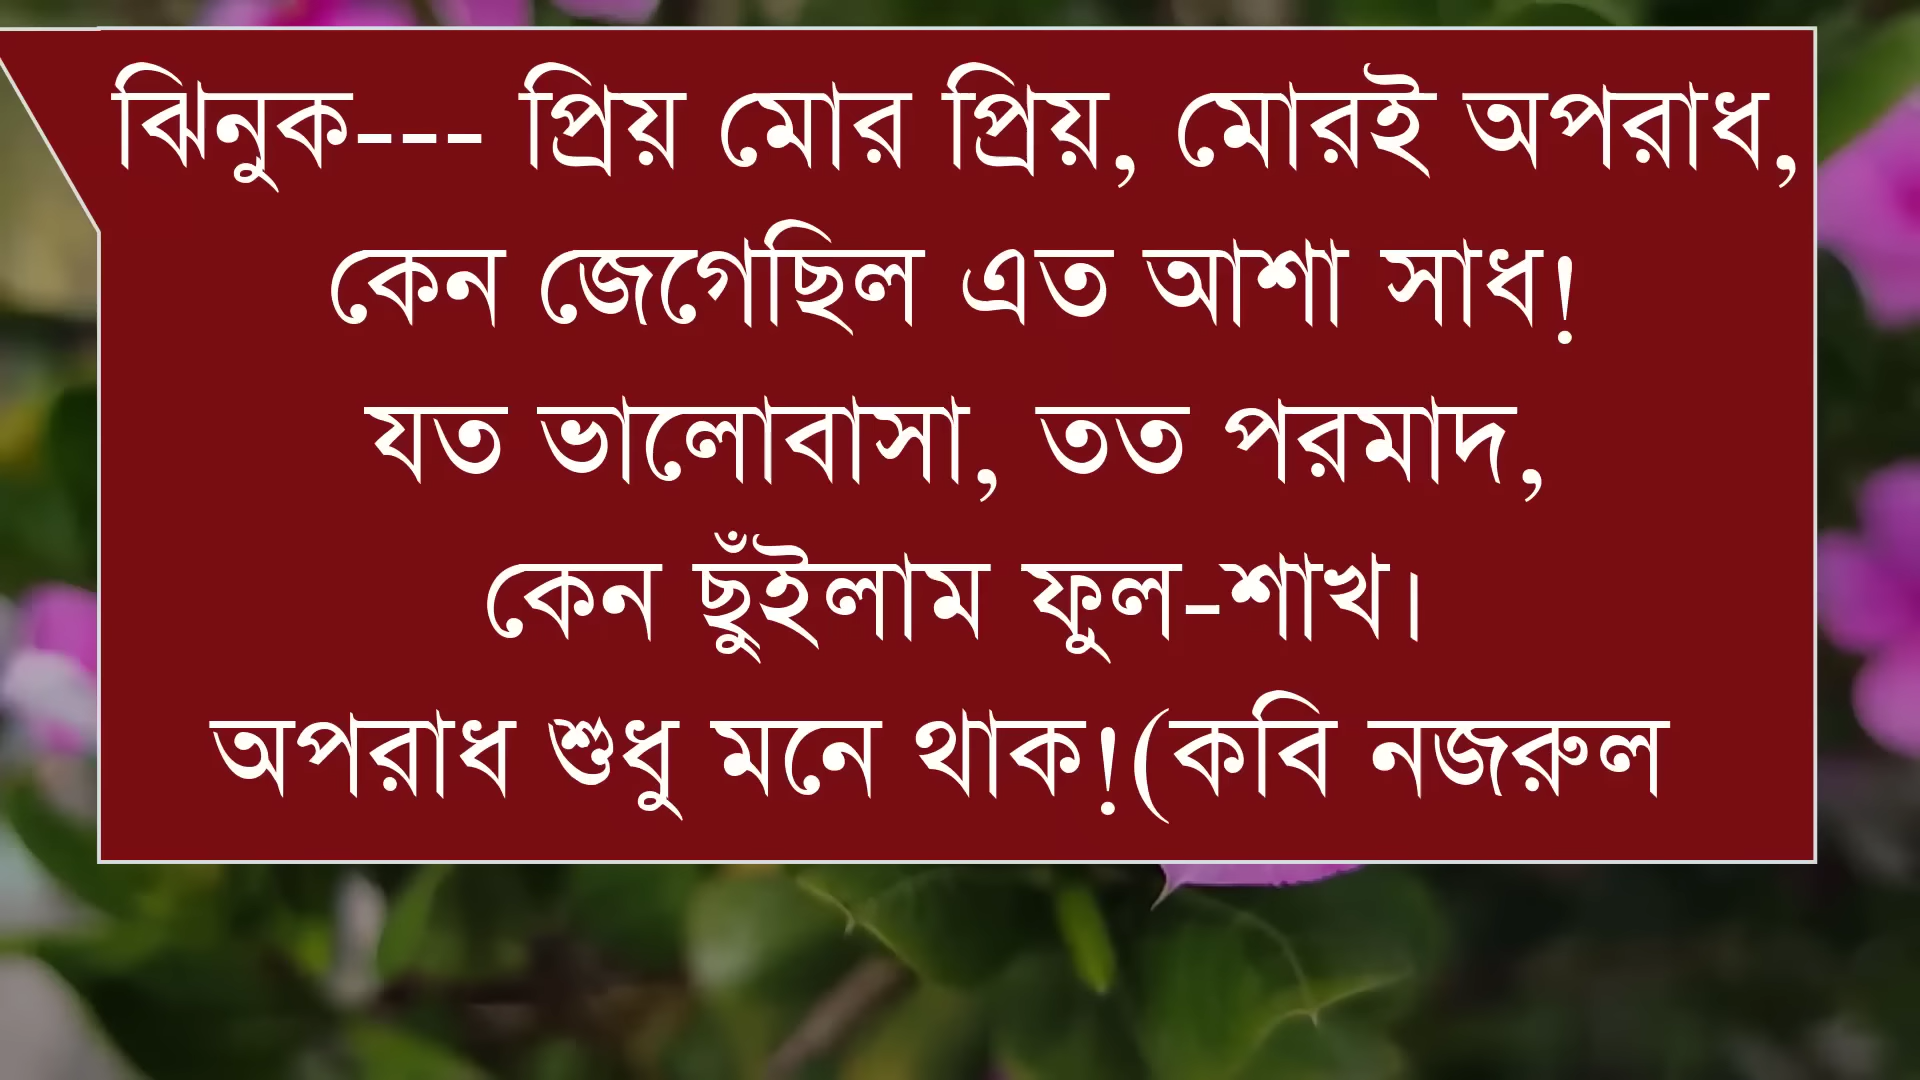 ঝিনুক--- প্রিয় মোর প্রিয়, মোরই অপরাধ,
কেন জেগেছিল এত আশা সাধ!
যত ভালোবাসা, তত পরমাদ,
কেন ছুঁইলাম ফুল-শাখ।
অপরাধ শুধু মনে থাক!(কবি নজরুল